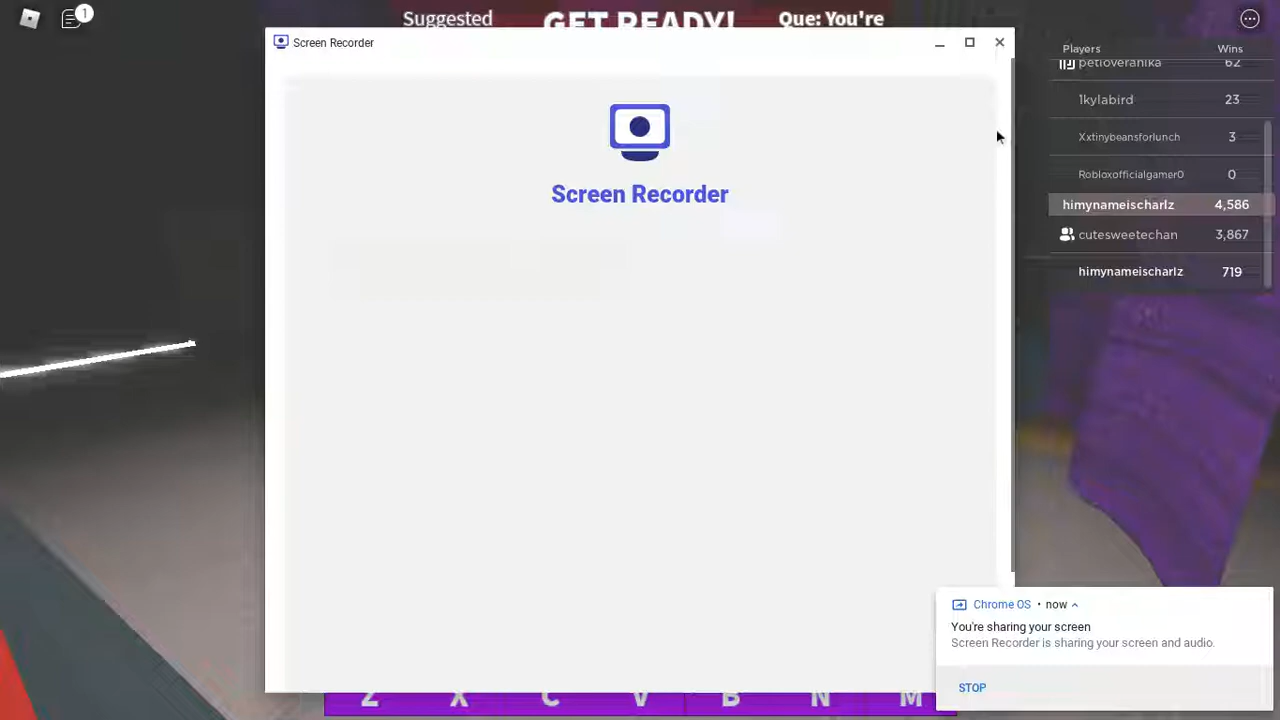 1
Suggested
GET READY!
Que: You're
Screen Recorder
Screen Recorder
Players Wins
petloveranika 62
1kylabird 23
Xxtinybeansforlunch 3
Robloxofficialgamer0 0
himynameischarlz 4,586
cutesweetechan 3,867
himynameischarlz 719
Chrome OS • now
You're sharing your screen
Screen Recorder is sharing your screen and audio.
STOP
Z X C V B N M